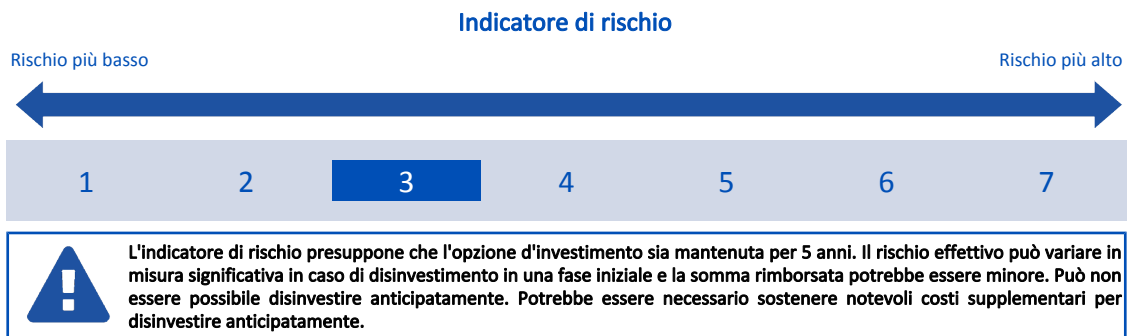 Indicatore di rischio
Rischio più basso
Rischio più alto
1 2 3 4 5 6 7
L'indicatore di rischio presuppone che l'opzione d'investimento sia mantenuta per 5 anni. Il rischio effettivo può variare in
misura significativa in caso di disinvestimento in una fase iniziale e la somma rimborsata potrebbe essere minore. Può non
essere possibile disinvestire anticipatamente. Potrebbe essere necessario sostenere notevoli costi supplementari per
disinvestire anticipatamente.